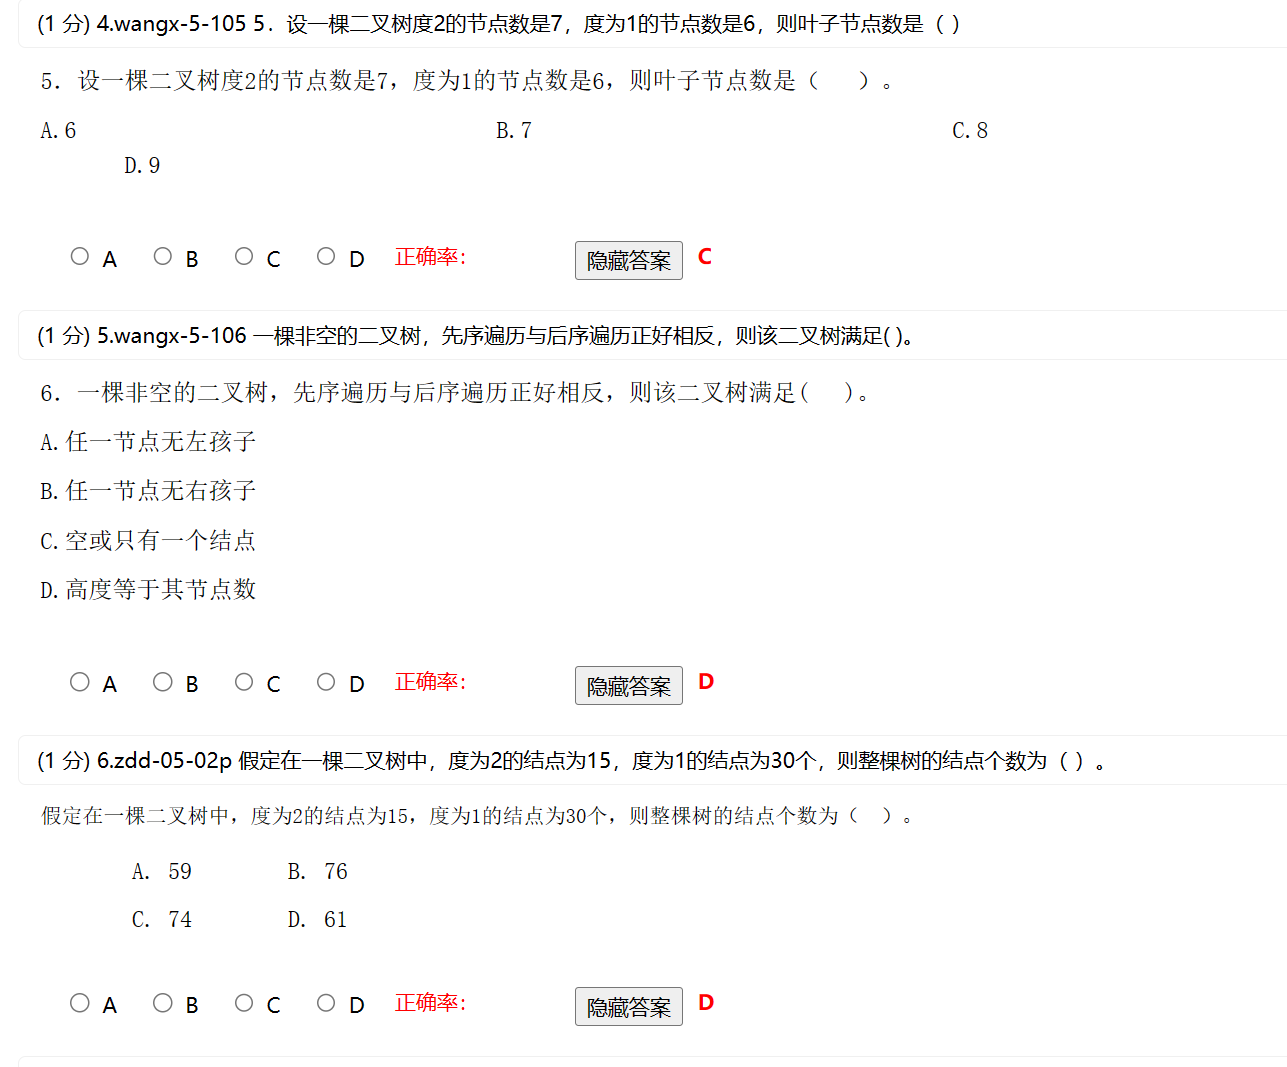 (1 分) 4.wangx-5-105 5．设一棵二叉树度2的节点数是7，度为1的节点数是6，则叶子节点数是（ ）
5．设一棵二叉树度2的节点数是7，度为1的节点数是6，则叶子节点数是（ ）。
A.6 B.7 C.8
D.9
A B C D 正确率: 隐藏答案 C
(1 分) 5.wangx-5-106 一棵非空的二叉树，先序遍历与后序遍历正好相反，则该二叉树满足( )。
6．一棵非空的二叉树，先序遍历与后序遍历正好相反，则该二叉树满足( )。
A.任一节点无左孩子
B.任一节点无右孩子
C.空或只有一个结点
D.高度等于其节点数
A B C D 正确率: 隐藏答案 D
(1 分) 6.zdd-05-02p 假定在一棵二叉树中，度为2的结点为15，度为1的结点为30个，则整棵树的结点个数为（ ）。
假定在一棵二叉树中，度为2的结点为15，度为1的结点为30个，则整棵树的结点个数为（ ）。
A. 59 B. 76
C. 74 D. 61
A B C D 正确率: 隐藏答案 D